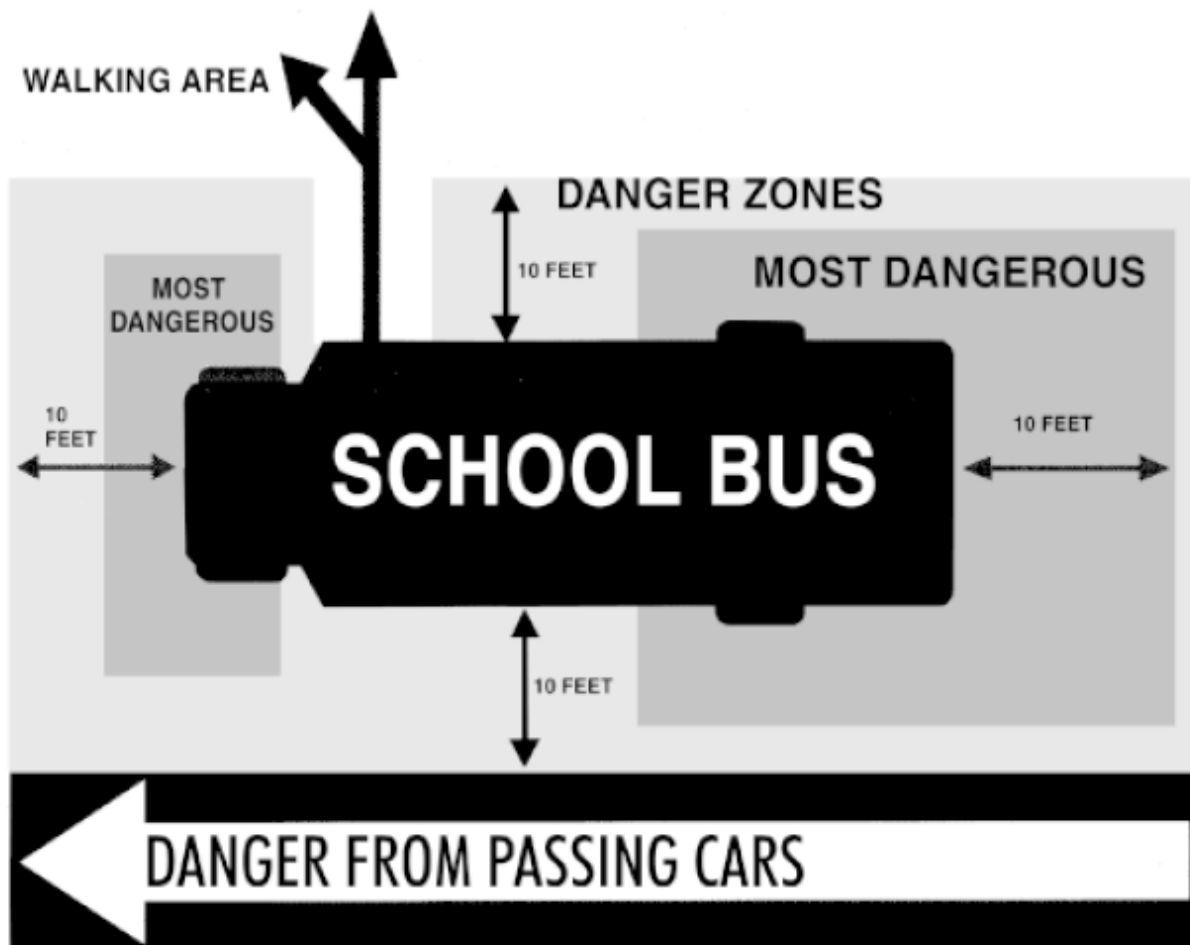 WALKING AREA
DANGER ZONES
10 FEET
MOST DANGEROUS
MOST
DANGEROUS
10
FEET
10 FEET
SCHOOL BUS
10 FEET
DANGER FROM PASSING CARS